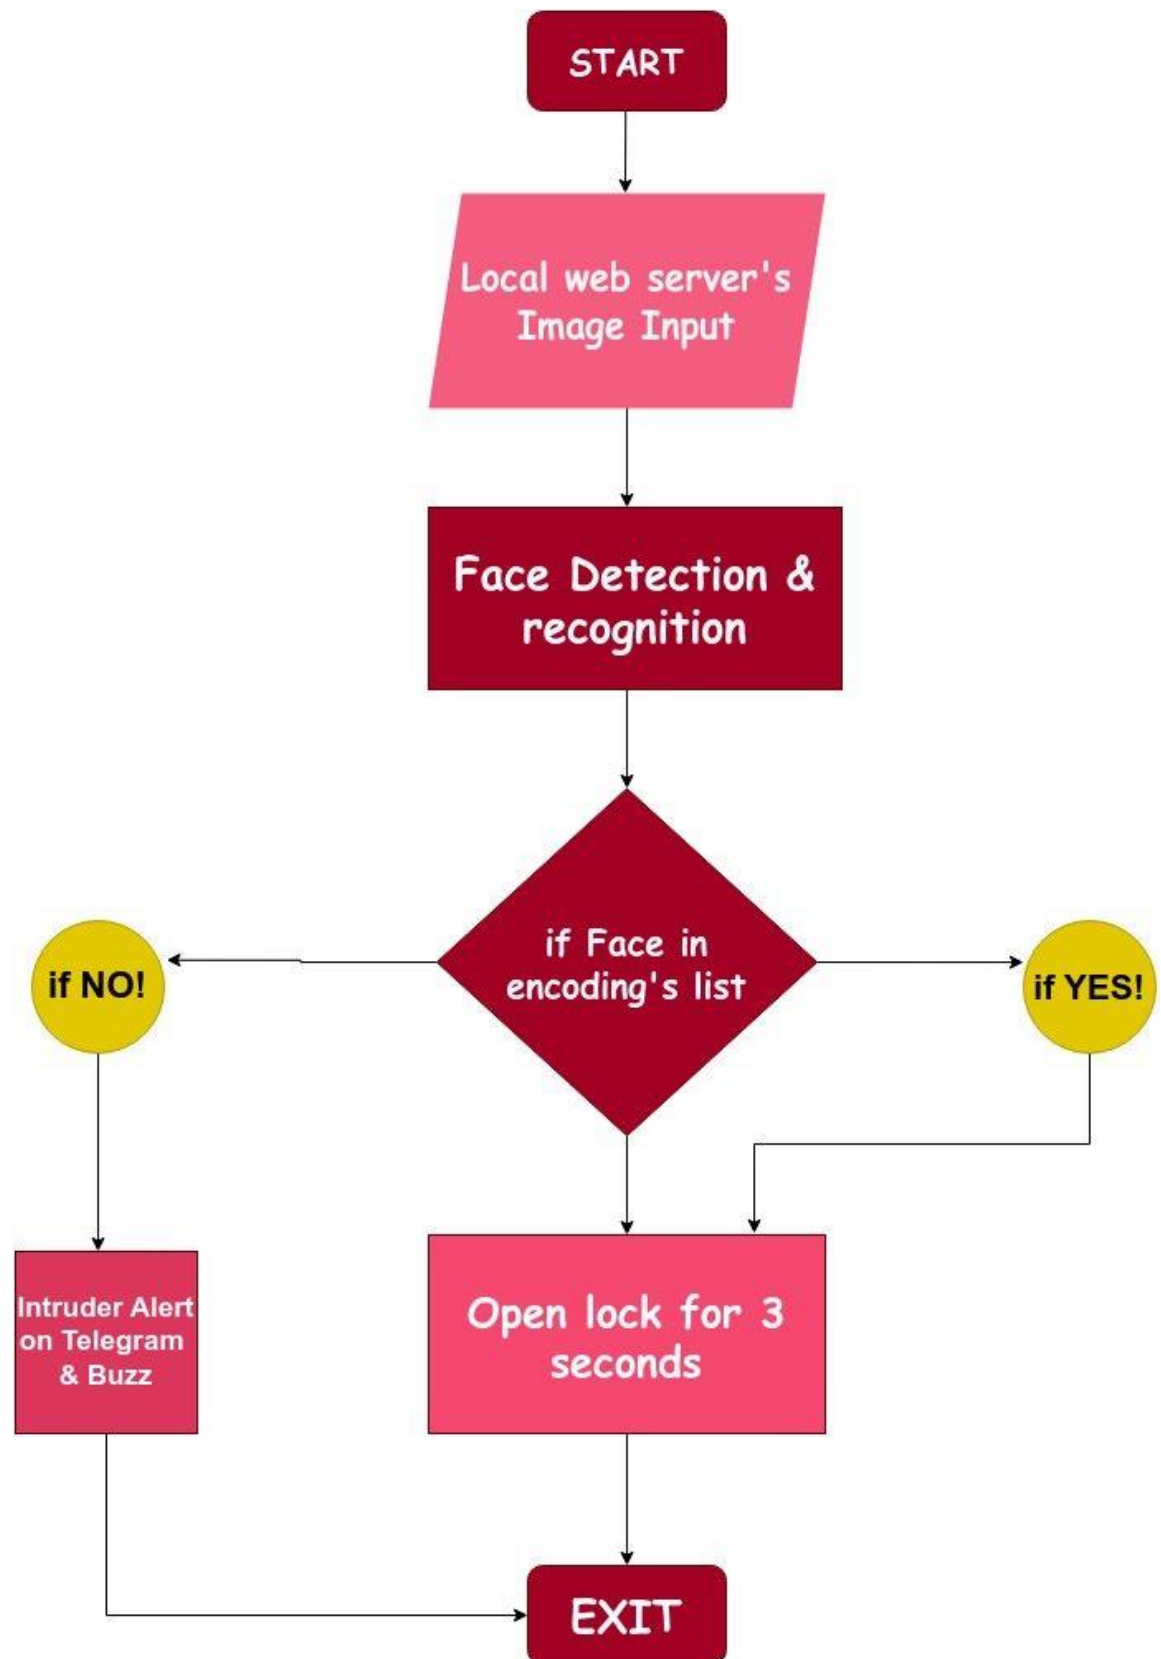 START
Local web server's
Image Input
Face Detection &
recognition
if Face in
encoding's list
if NO!
if YES!
Intruder Alert
on Telegram
& Buzz
Open lock for 3
seconds
EXIT